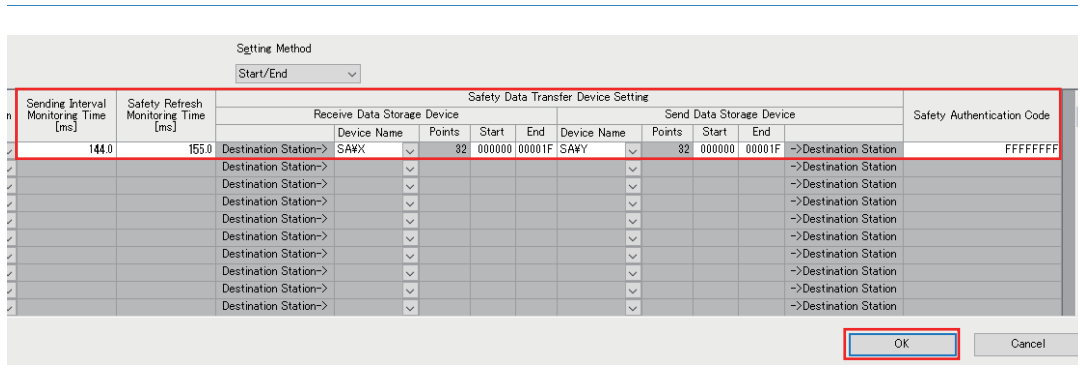 Setting Method
Start/End
Safety Data Transfer Device Setting
Sending Interval Monitoring Time [ms]
Safety Refresh Monitoring Time [ms]
Receive Data Storage Device
Send Data Storage Device
Safety Authentication Code
n
Device Name Points Start End Device Name Points Start End
144.0 155.0 Destination Station-> SA¥X 32 000000 00001F SA¥Y 32 000000 00001F ->Destination Station FFFFFFFF
Destination Station-> ->Destination Station
Destination Station-> ->Destination Station
Destination Station-> ->Destination Station
Destination Station-> ->Destination Station
Destination Station-> ->Destination Station
Destination Station-> ->Destination Station
Destination Station-> ->Destination Station
Destination Station-> ->Destination Station
Destination Station-> ->Destination Station
OK Cancel